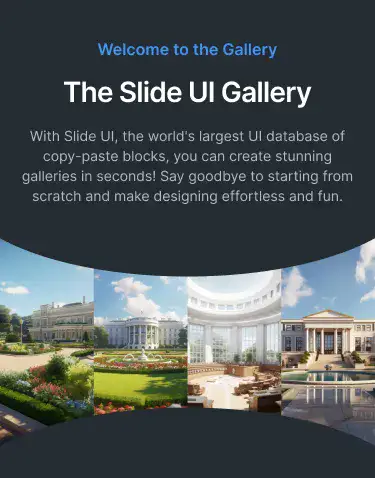 Welcome to the Gallery
The Slide UI Gallery
With Slide UI, the world's largest UI database of
copy-paste blocks, you can create stunning
galleries in seconds! Say goodbye to starting from
scratch and make designing effortless and fun.